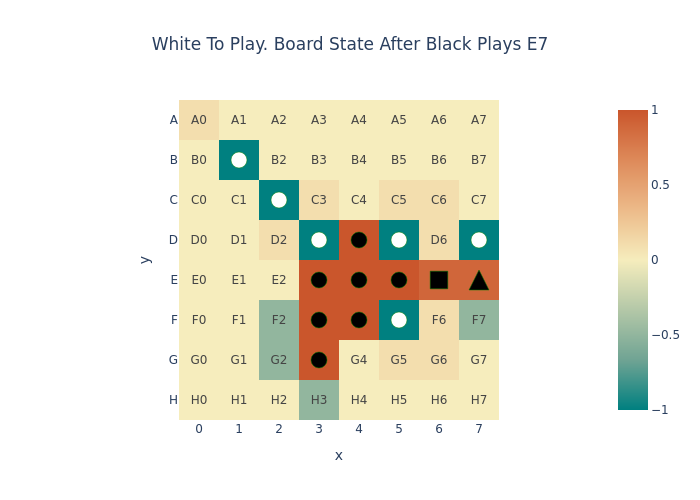 White To Play. Board State After Black Plays E7
A A0 A1 A2 A3 A4 A5 A6 A7
B B0 B2 B3 B4 B5 B6 B7
C C0 C1 C3 C4 C5 C6 C7
D D0 D1 D2 D6
E E0 E1 E2
F F0 F1 F2 F6 F7
G G0 G1 G2 G4 G5 G6 G7
H H0 H1 H2 H3 H4 H5 H6 H7
0 1 2 3 4 5 6 7
x
y
1
0.5
0
−0.5
−1